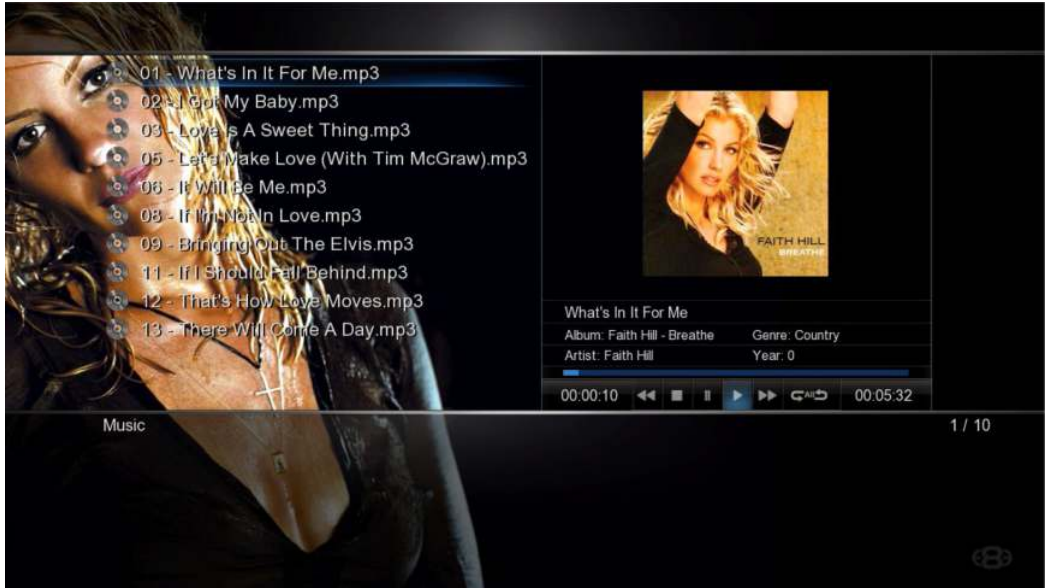 01 - What's In It For Me.mp3
02 - I Got My Baby.mp3
03 - Love Is A Sweet Thing.mp3
05 - Let's Make Love (With Tim McGraw).mp3
06 - It Will Be Me.mp3
08 - If I'm Not In Love.mp3
09 - Bringing Out The Elvis.mp3
11 - If I Should Fall Behind.mp3
12 - That's How Love Moves.mp3
13 - There Will Come A Day.mp3
FAITH HILL
BREATHE
What's In It For Me
Album: Faith Hill - Breathe Genre: Country
Artist: Faith Hill Year: 0
00:00:10 All 00:05:32
Music 1 / 10